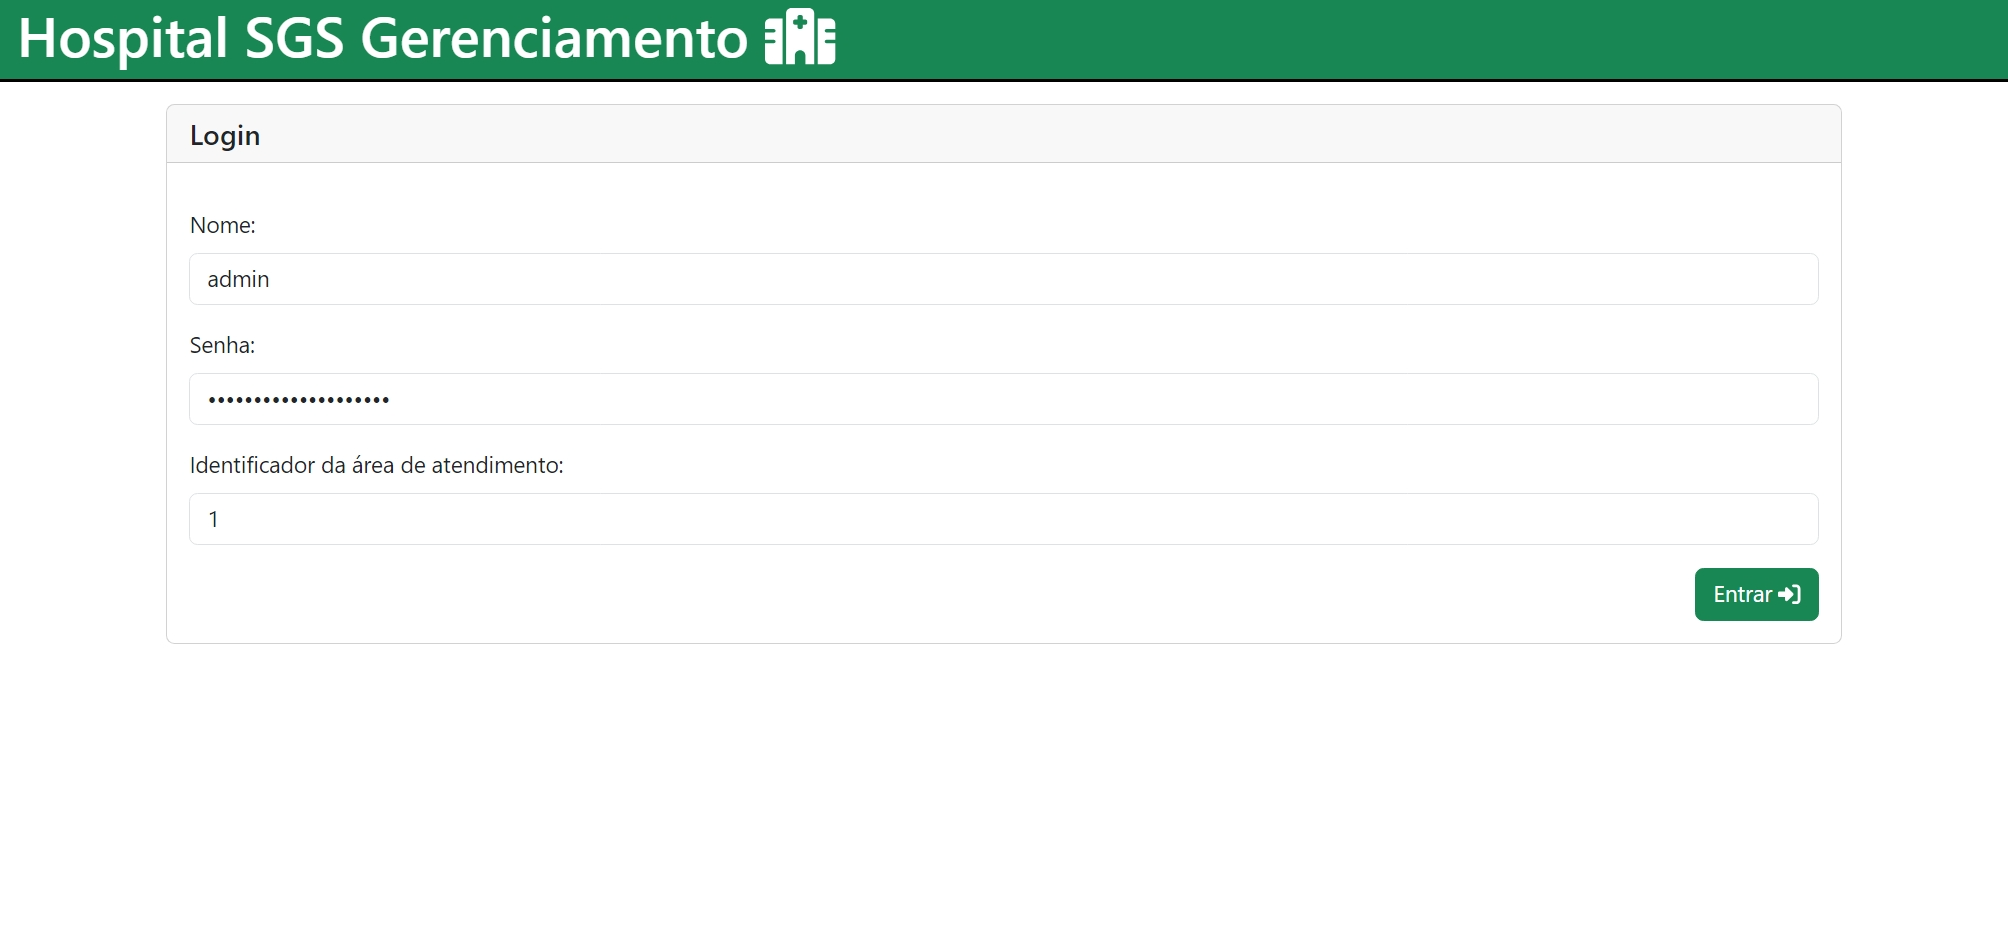 Hospital SGS Gerenciamento
Login
Nome:
admin
Senha:
••••••••••••••••••••
Identificador da área de atendimento:
1
Entrar